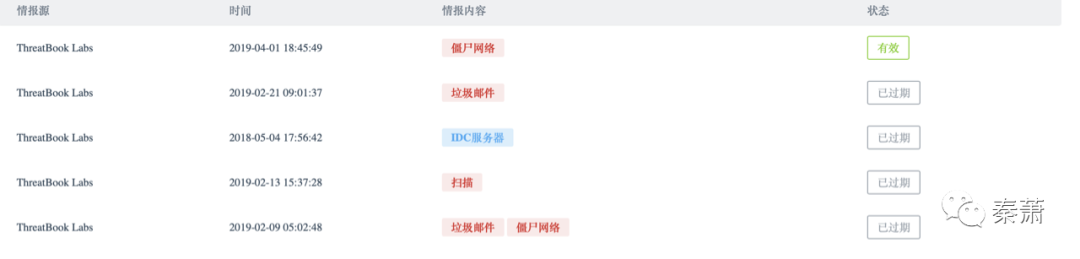 情报源 时间 情报内容 状态
ThreatBook Labs 2019-04-01 18:45:49 僵尸网络 有效
ThreatBook Labs 2019-02-21 09:01:37 垃圾邮件 已过期
ThreatBook Labs 2018-05-04 17:56:42 IDC服务器 已过期
ThreatBook Labs 2019-02-13 15:37:28 扫描 已过期
ThreatBook Labs 2019-02-09 05:02:48 垃圾邮件 僵尸网络 已过期
秦萧